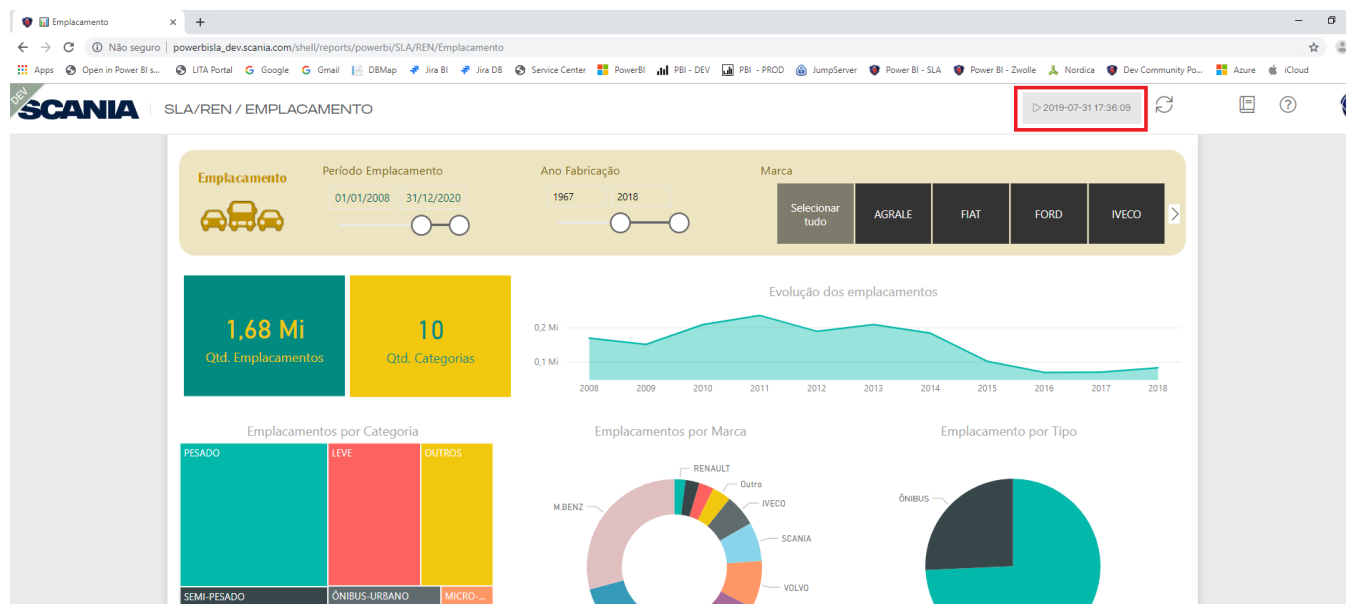 Emplacamento
Não seguro | powerbisla_dev.scania.com/shell/reports/powerbi/SLA/REN/Emplacamento
Apps Open in Power BI s... LITA Portal Google Gmail DBMap Jira BI Jira DB Service Center PowerBI PBI - DEV PBI - PROD JumpServer Power BI - SLA Power BI - Zwolle Nordica Dev Community Po... Azure iCloud
DEV
SCANIA SLA/REN / EMPLACAMENTO 2019-07-31 17:36:09
Emplacamento
Período Emplacamento
01/01/2008 31/12/2020
Ano Fabricação
1967 2018
Marca
Selecionar tudo
AGRALE FIAT FORD IVECO
1,68 Mi
Qtd. Emplacamentos
10
Qtd. Categorias
Evolução dos emplacamentos
0,2 Mi
0,1 Mi
2008 2009 2010 2011 2012 2013 2014 2015 2016 2017 2018
Emplacamentos por Categoria
PESADO LEVE OUTROS
SEMI-PESADO ÔNIBUS-URBANO MICRO-...
Emplacamentos por Marca
RENAULT
Outro
IVECO
M.BENZ
SCANIA
VOLVO
Emplacamento por Tipo
ÔNIBUS